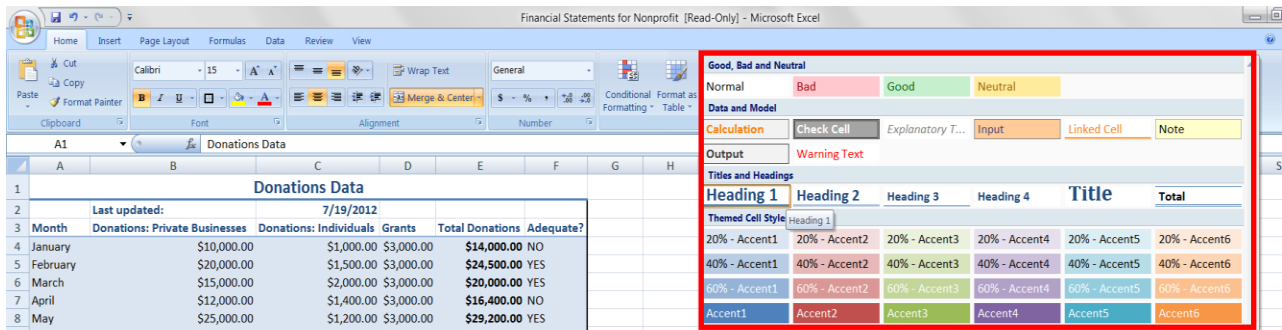 Financial Statements for Nonprofit [Read-Only] - Microsoft Excel
Home Insert Page Layout Formulas Data Review View
Cut
Copy
Format Painter
Paste
Calibri 15 A A
Wrap Text
General
B I U A
Merge & Center
$ % ,
Conditional Formatting
Format as Table
Clipboard Font Alignment Number
A1 fx Donations Data
A B C D E F G H S
1 Donations Data
2 Last updated: 7/19/2012
3 Month Donations: Private Businesses Donations: Individuals Grants Total Donations Adequate?
4 January $10,000.00 $1,000.00 $3,000.00 $14,000.00 NO
5 February $20,000.00 $1,500.00 $3,000.00 $24,500.00 YES
6 March $15,000.00 $2,000.00 $3,000.00 $20,000.00 YES
7 April $12,000.00 $1,400.00 $3,000.00 $16,400.00 NO
8 May $25,000.00 $1,200.00 $3,000.00 $29,200.00 YES
Good, Bad and Neutral
Normal Bad Good Neutral
Data and Model
Calculation Check Cell Explanatory T... Input Linked Cell Note
Output Warning Text
Titles and Headings
Heading 1 Heading 2 Heading 3 Heading 4 Title Total
Themed Cell Style
Heading 1
20% - Accent1 20% - Accent2 20% - Accent3 20% - Accent4 20% - Accent5 20% - Accent6
40% - Accent1 40% - Accent2 40% - Accent3 40% - Accent4 40% - Accent5 40% - Accent6
60% - Accent1 60% - Accent2 60% - Accent3 60% - Accent4 60% - Accent5 60% - Accent6
Accent1 Accent2 Accent3 Accent4 Accent5 Accent6